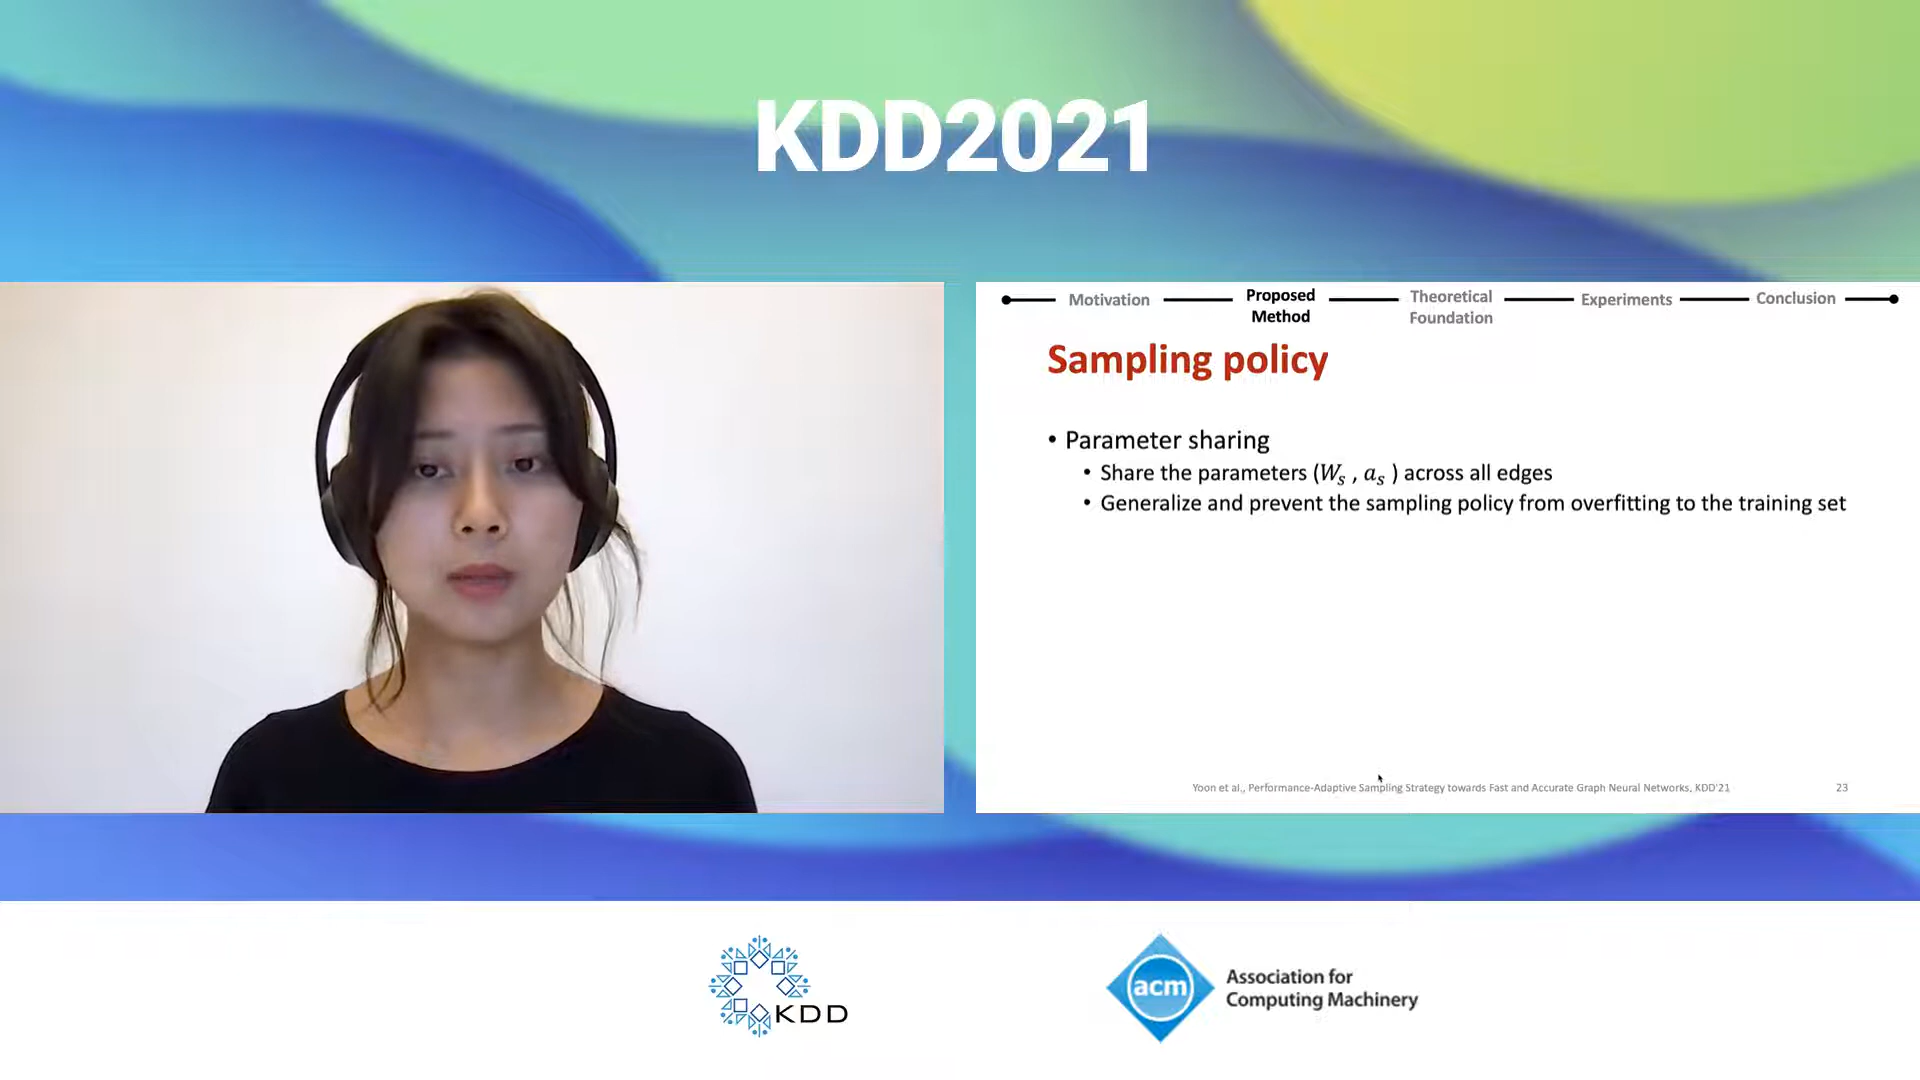 KDD2021
Motivation
Proposed
Method
Theoretical
Foundation
Experiments
Conclusion
Sampling policy
• Parameter sharing
• Share the parameters (Wₛ , aₛ ) across all edges
• Generalize and prevent the sampling policy from overfitting to the training set
Yoon et al., Performance-Adaptive Sampling Strategy towards Fast and Accurate Graph Neural Networks, KDD'21
23
KDD
acm
Association for
Computing Machinery